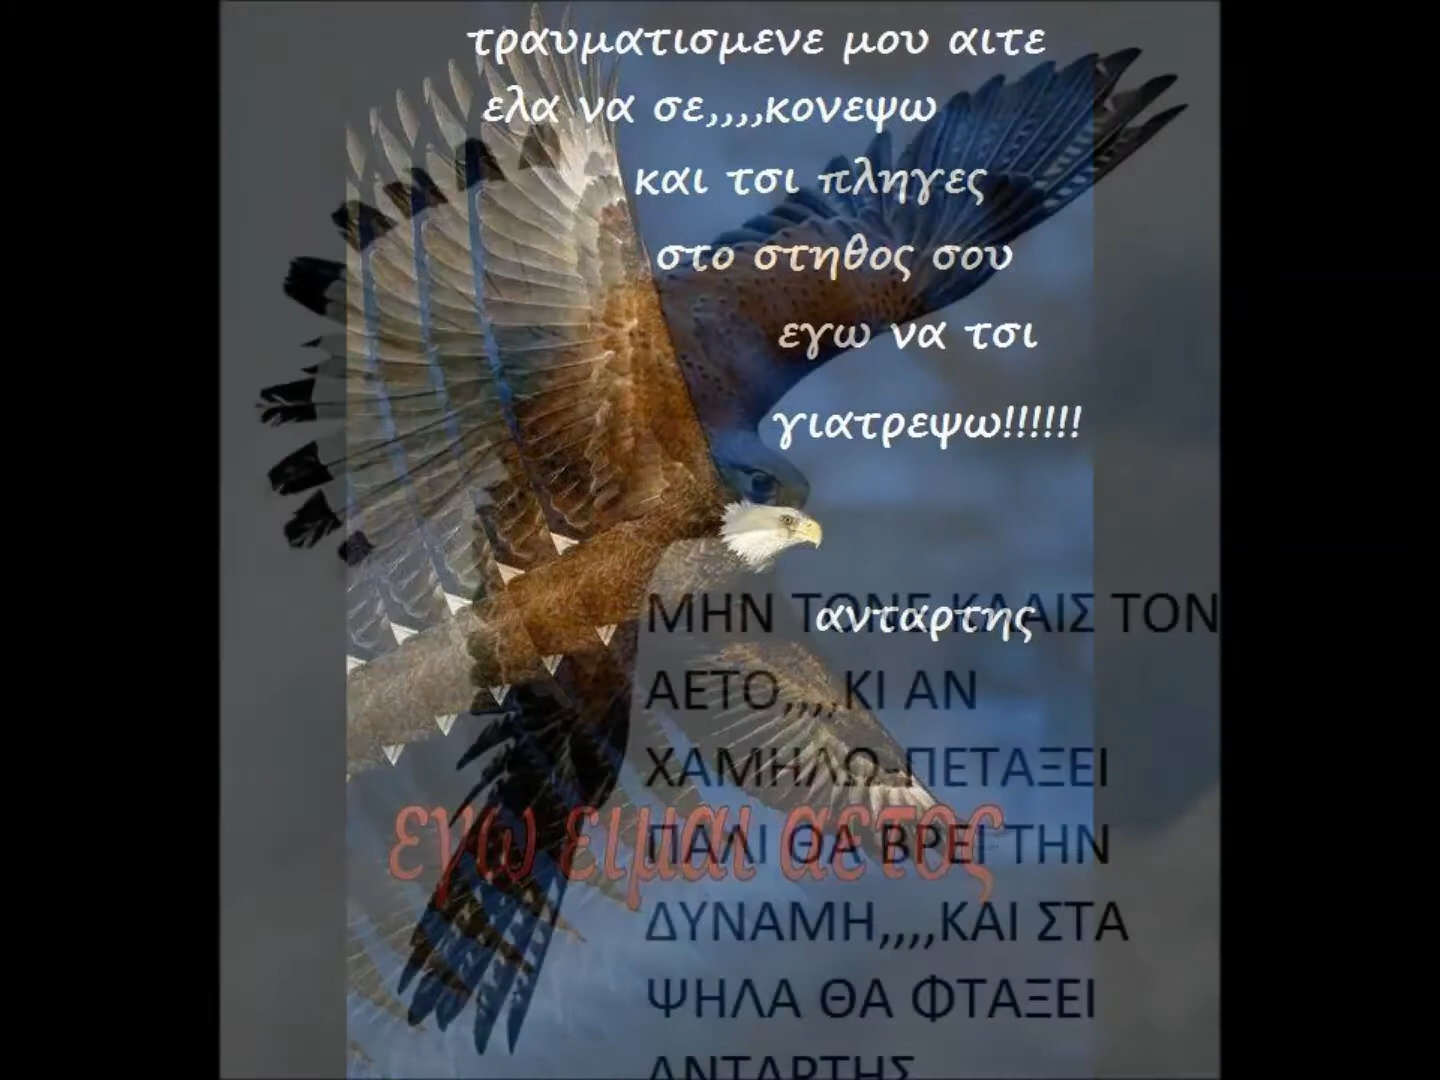 τραυματισμενε μου αιτε
ελα να σε,,,,κονεψω
και τσι πληγες
στο στηθος σου
εγω να τσι
γιατρεψω!!!!!!
ανταρτης
ΜΗΝ ΤΟΝΕ ΚΛΑΙΣ ΤΟΝ
ΑΕΤΟ,,,,ΚΙ ΑΝ
ΧΑΜΗΛΩ-ΠΕΤΑΞΕΙ
ΠΑΛΙ ΘΑ ΒΡΕΙ ΤΗΝ
εγω ειμαι αετος
ΔΥΝΑΜΗ,,,,ΚΑΙ ΣΤΑ
ΨΗΛΑ ΘΑ ΦΤΑΞΕΙ
ΑΝΤΑΡΤΗΣ